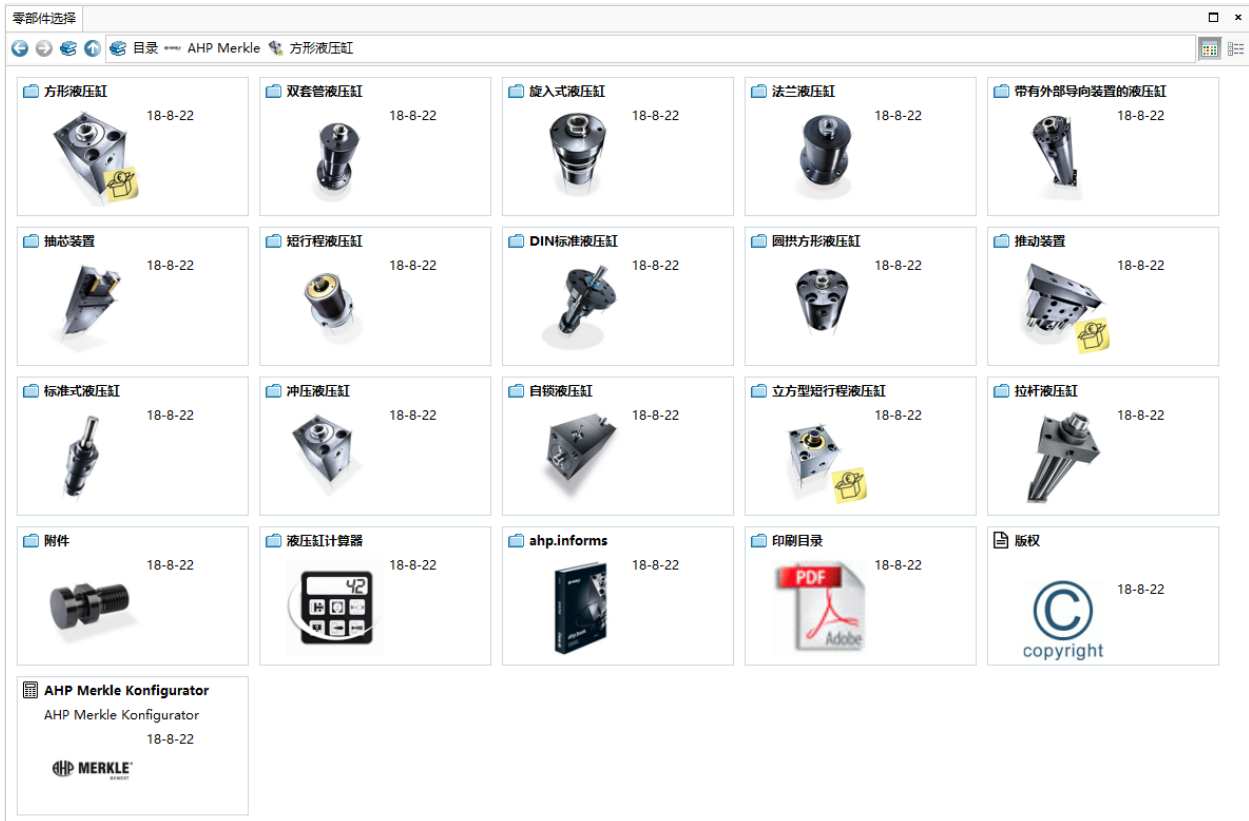 零部件选择
目录 AHP Merkle 方形液压缸
方形液压缸
18-8-22
双套管液压缸
18-8-22
旋入式液压缸
18-8-22
法兰液压缸
18-8-22
带有外部导向装置的液压缸
18-8-22
抽芯装置
18-8-22
短行程液压缸
18-8-22
DIN标准液压缸
18-8-22
圆拱方形液压缸
18-8-22
推动装置
18-8-22
标准式液压缸
18-8-22
冲压液压缸
18-8-22
自锁液压缸
18-8-22
立方型短行程液压缸
18-8-22
拉杆液压缸
18-8-22
附件
18-8-22
液压缸计算器
18-8-22
42
ahp.informs
18-8-22
ahp.book
印刷目录
18-8-22
PDF
Adobe
版权
18-8-22
C
copyright
AHP Merkle Konfigurator
AHP Merkle Konfigurator
18-8-22
AHP MERKLE